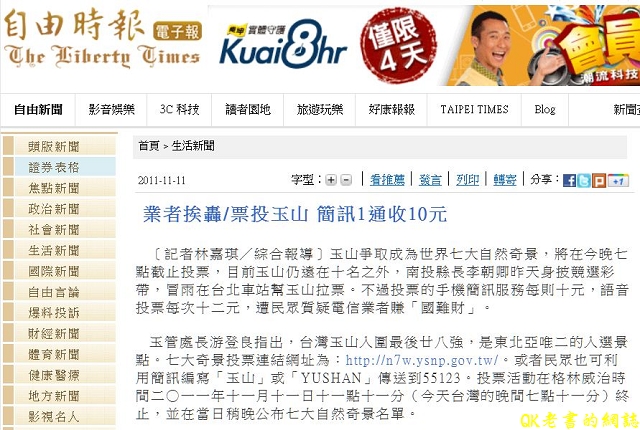 自由時報 電子報
The Liberty Times
奧坤 實體守護
Kuai8hr
僅限
4天
會員
潮流科技
自由新聞 影音娛樂 3C 科技 讀者園地 旅遊玩樂 好康報報 TAIPEI TIMES Blog 新聞
頭版新聞
證券表格
焦點新聞
政治新聞
社會新聞
生活新聞
國際新聞
自由言論
爆料投訴
財經新聞
體育新聞
健康醫療
地方新聞
影視名人
首頁 > 生活新聞
2011-11-11 字型： 看推薦 發言 列印 轉寄 分享： +1
業者挨轟/票投玉山 簡訊1通收10元
〔記者林嘉琪／綜合報導〕玉山爭取成為世界七大自然奇景，將在今晚七
點截止投票，目前玉山仍遠在十名之外，南投縣長李朝卿昨天身披競選彩
帶，冒雨在台北車站幫玉山拉票。不過投票的手機簡訊服務每則十元，語音
投票每次十二元，遭民眾質疑電信業者賺「國難財」。
玉管處長游登良指出，台灣玉山入圍最後廿八強，是東北亞唯二的入選景
點。七大奇景投票連結網址為：http://n7w.ysnp.gov.tw/。或者民眾也可利
用簡訊編寫「玉山」或「YUSHAN」傳送到55123。投票活動在格林威治時
間二○一一年十一月十一日十一點十一分（今天台灣的晚間七點十一分）終
止，並在當日稍晚公布七大自然奇景名單。
QK老書的網誌